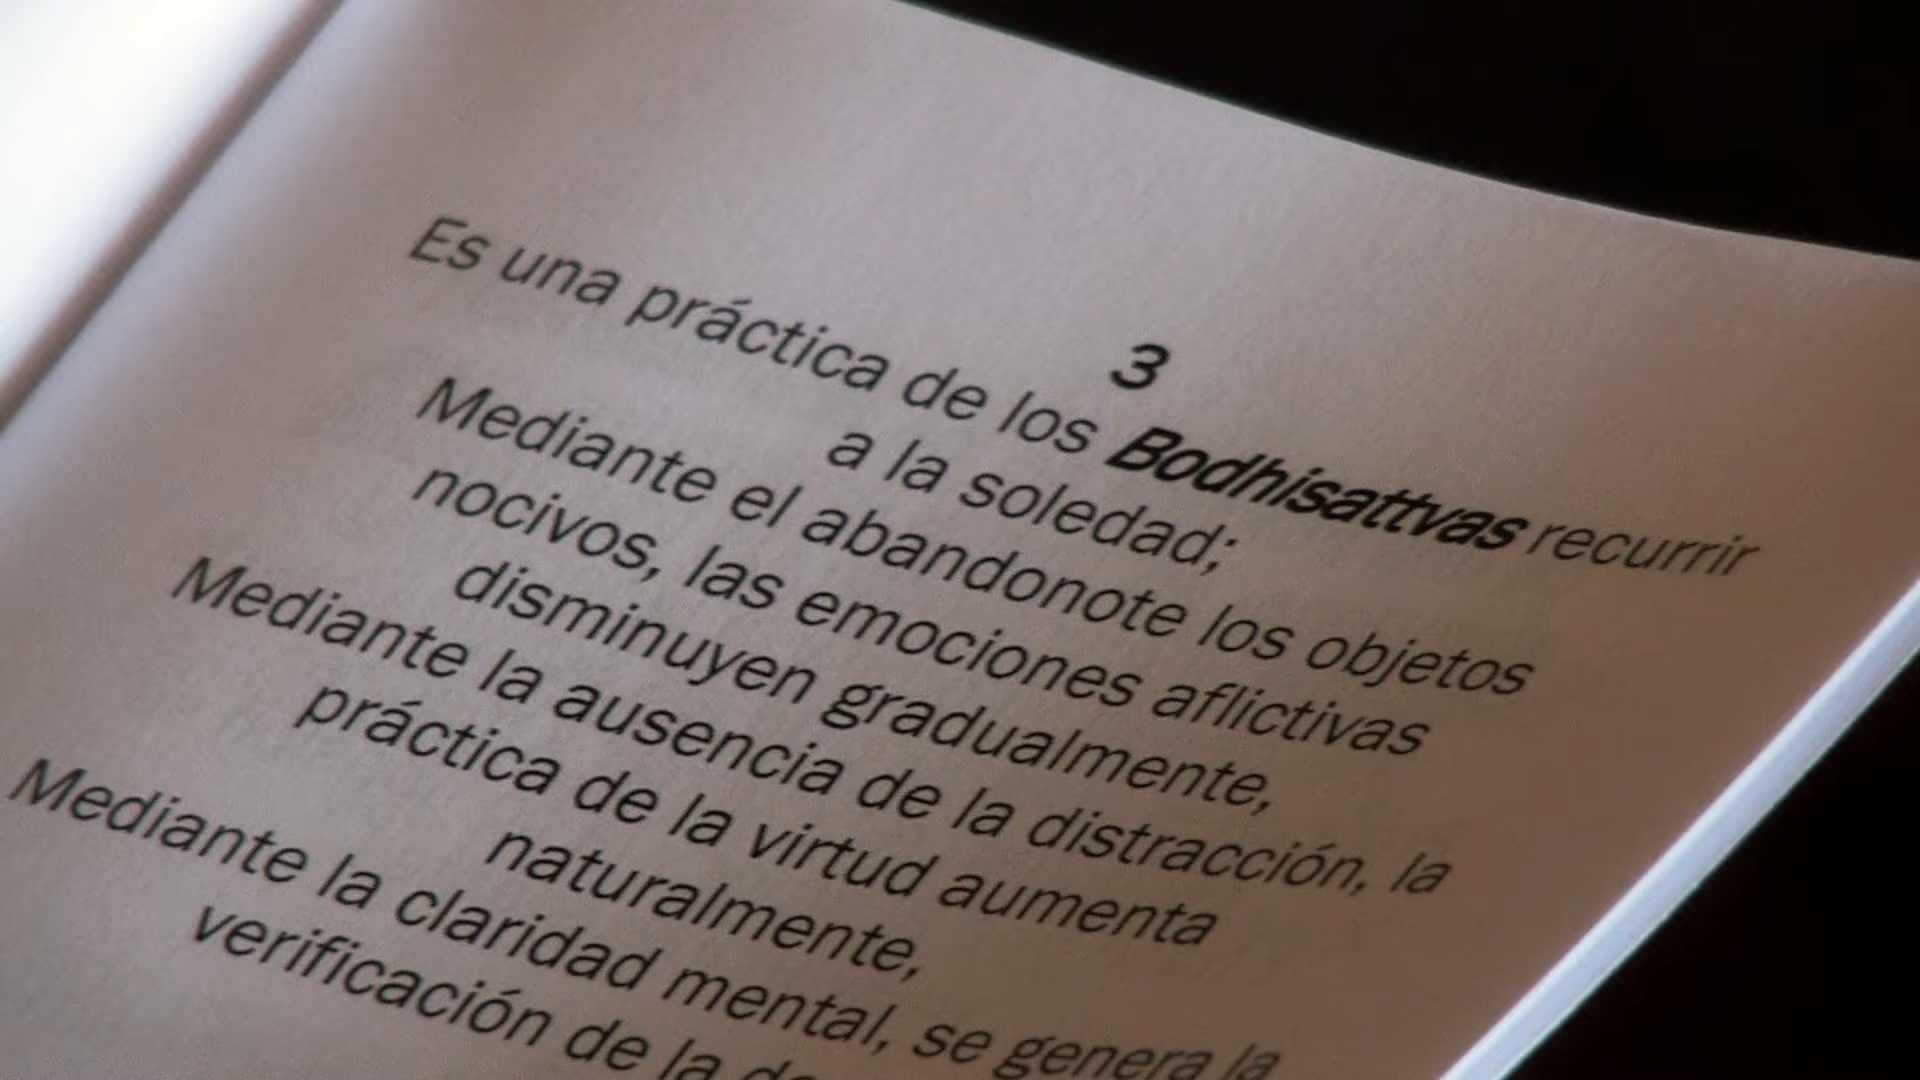 3
Es una práctica de los Bodhisattvas recurrir
a la soledad;
Mediante el abandonote los objetos
nocivos, las emociones aflictivas
disminuyen gradualmente,
Mediante la ausencia de la distracción, la
práctica de la virtud aumenta
naturalmente,
Mediante la claridad mental, se genera la
verificación de la